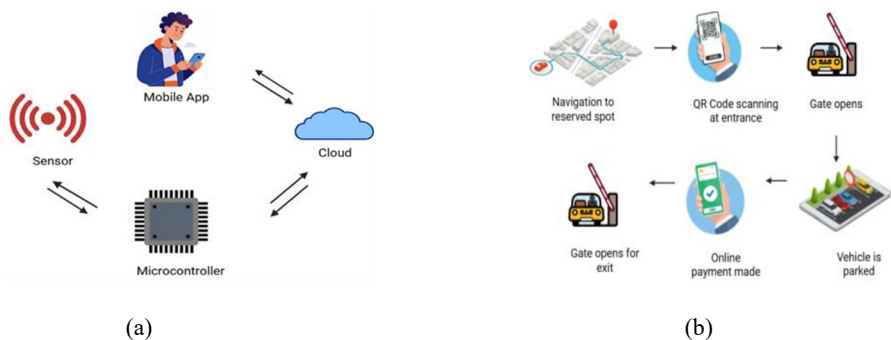 Mobile App
Cloud
Sensor
Microcontroller
(a)
Navigation to
reserved spot
QR Code scanning
at entrance
Gate opens
Gate opens for
exit
Online
payment made
Vehicle is
parked
(b)